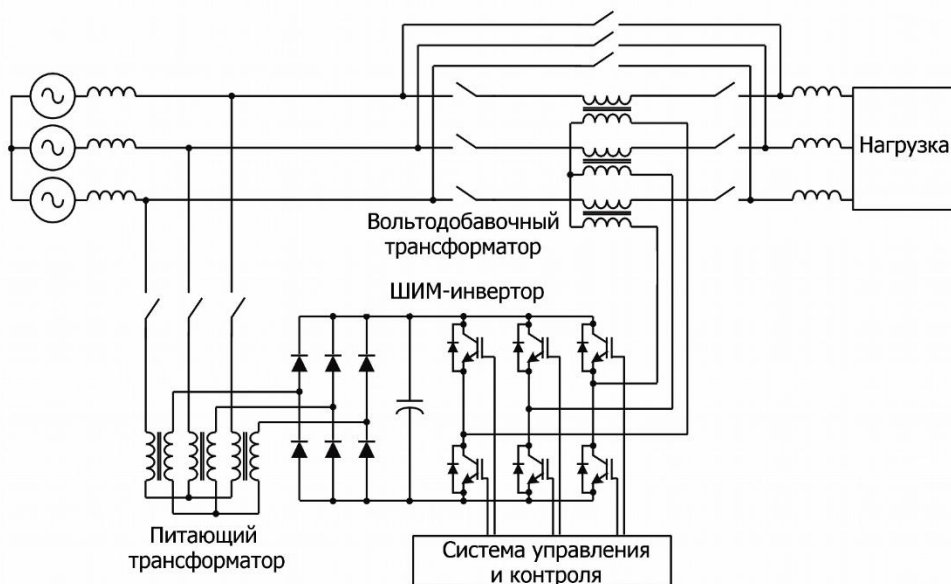 Нагрузка
Вольтодобавочный
трансформатор
ШИМ-инвертор
Питающий
трансформатор
Система управления
и контроля